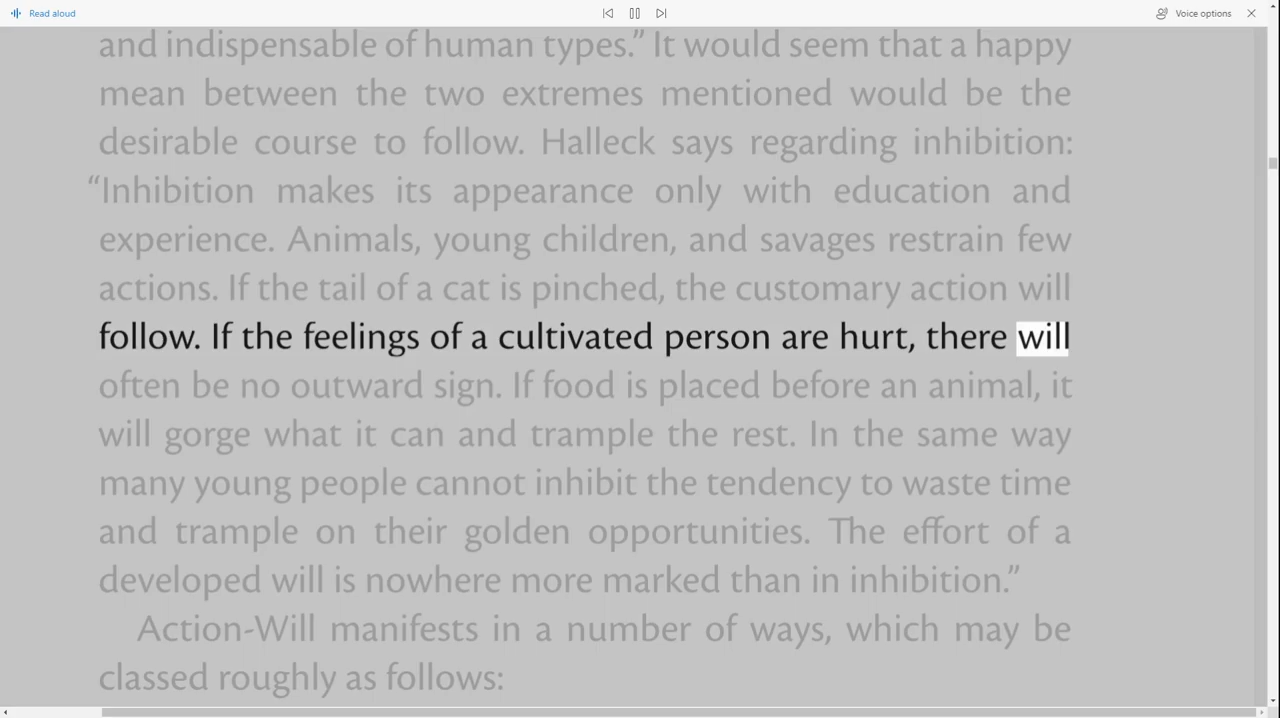 Read aloud
Voice options
and indispensable of human types.” It would seem that a happy
mean between the two extremes mentioned would be the
desirable course to follow. Halleck says regarding inhibition:
“Inhibition makes its appearance only with education and
experience. Animals, young children, and savages restrain few
actions. If the tail of a cat is pinched, the customary action will
follow. If the feelings of a cultivated person are hurt, there will
often be no outward sign. If food is placed before an animal, it
will gorge what it can and trample the rest. In the same way
many young people cannot inhibit the tendency to waste time
and trample on their golden opportunities. The effort of a
developed will is nowhere more marked than in inhibition.”
Action-Will manifests in a number of ways, which may be
classed roughly as follows: